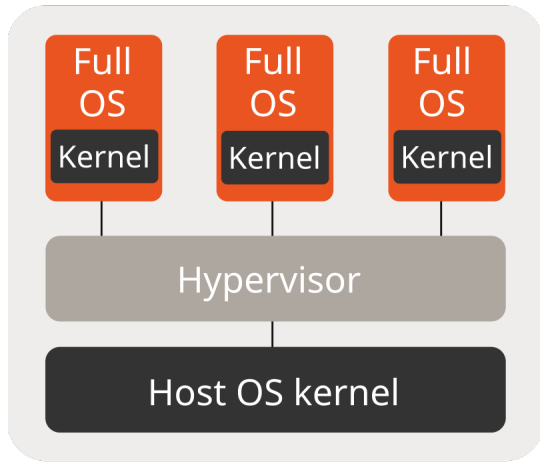 Full
OS
Kernel
Full
OS
Kernel
Full
OS
Kernel
Hypervisor
Host OS kernel